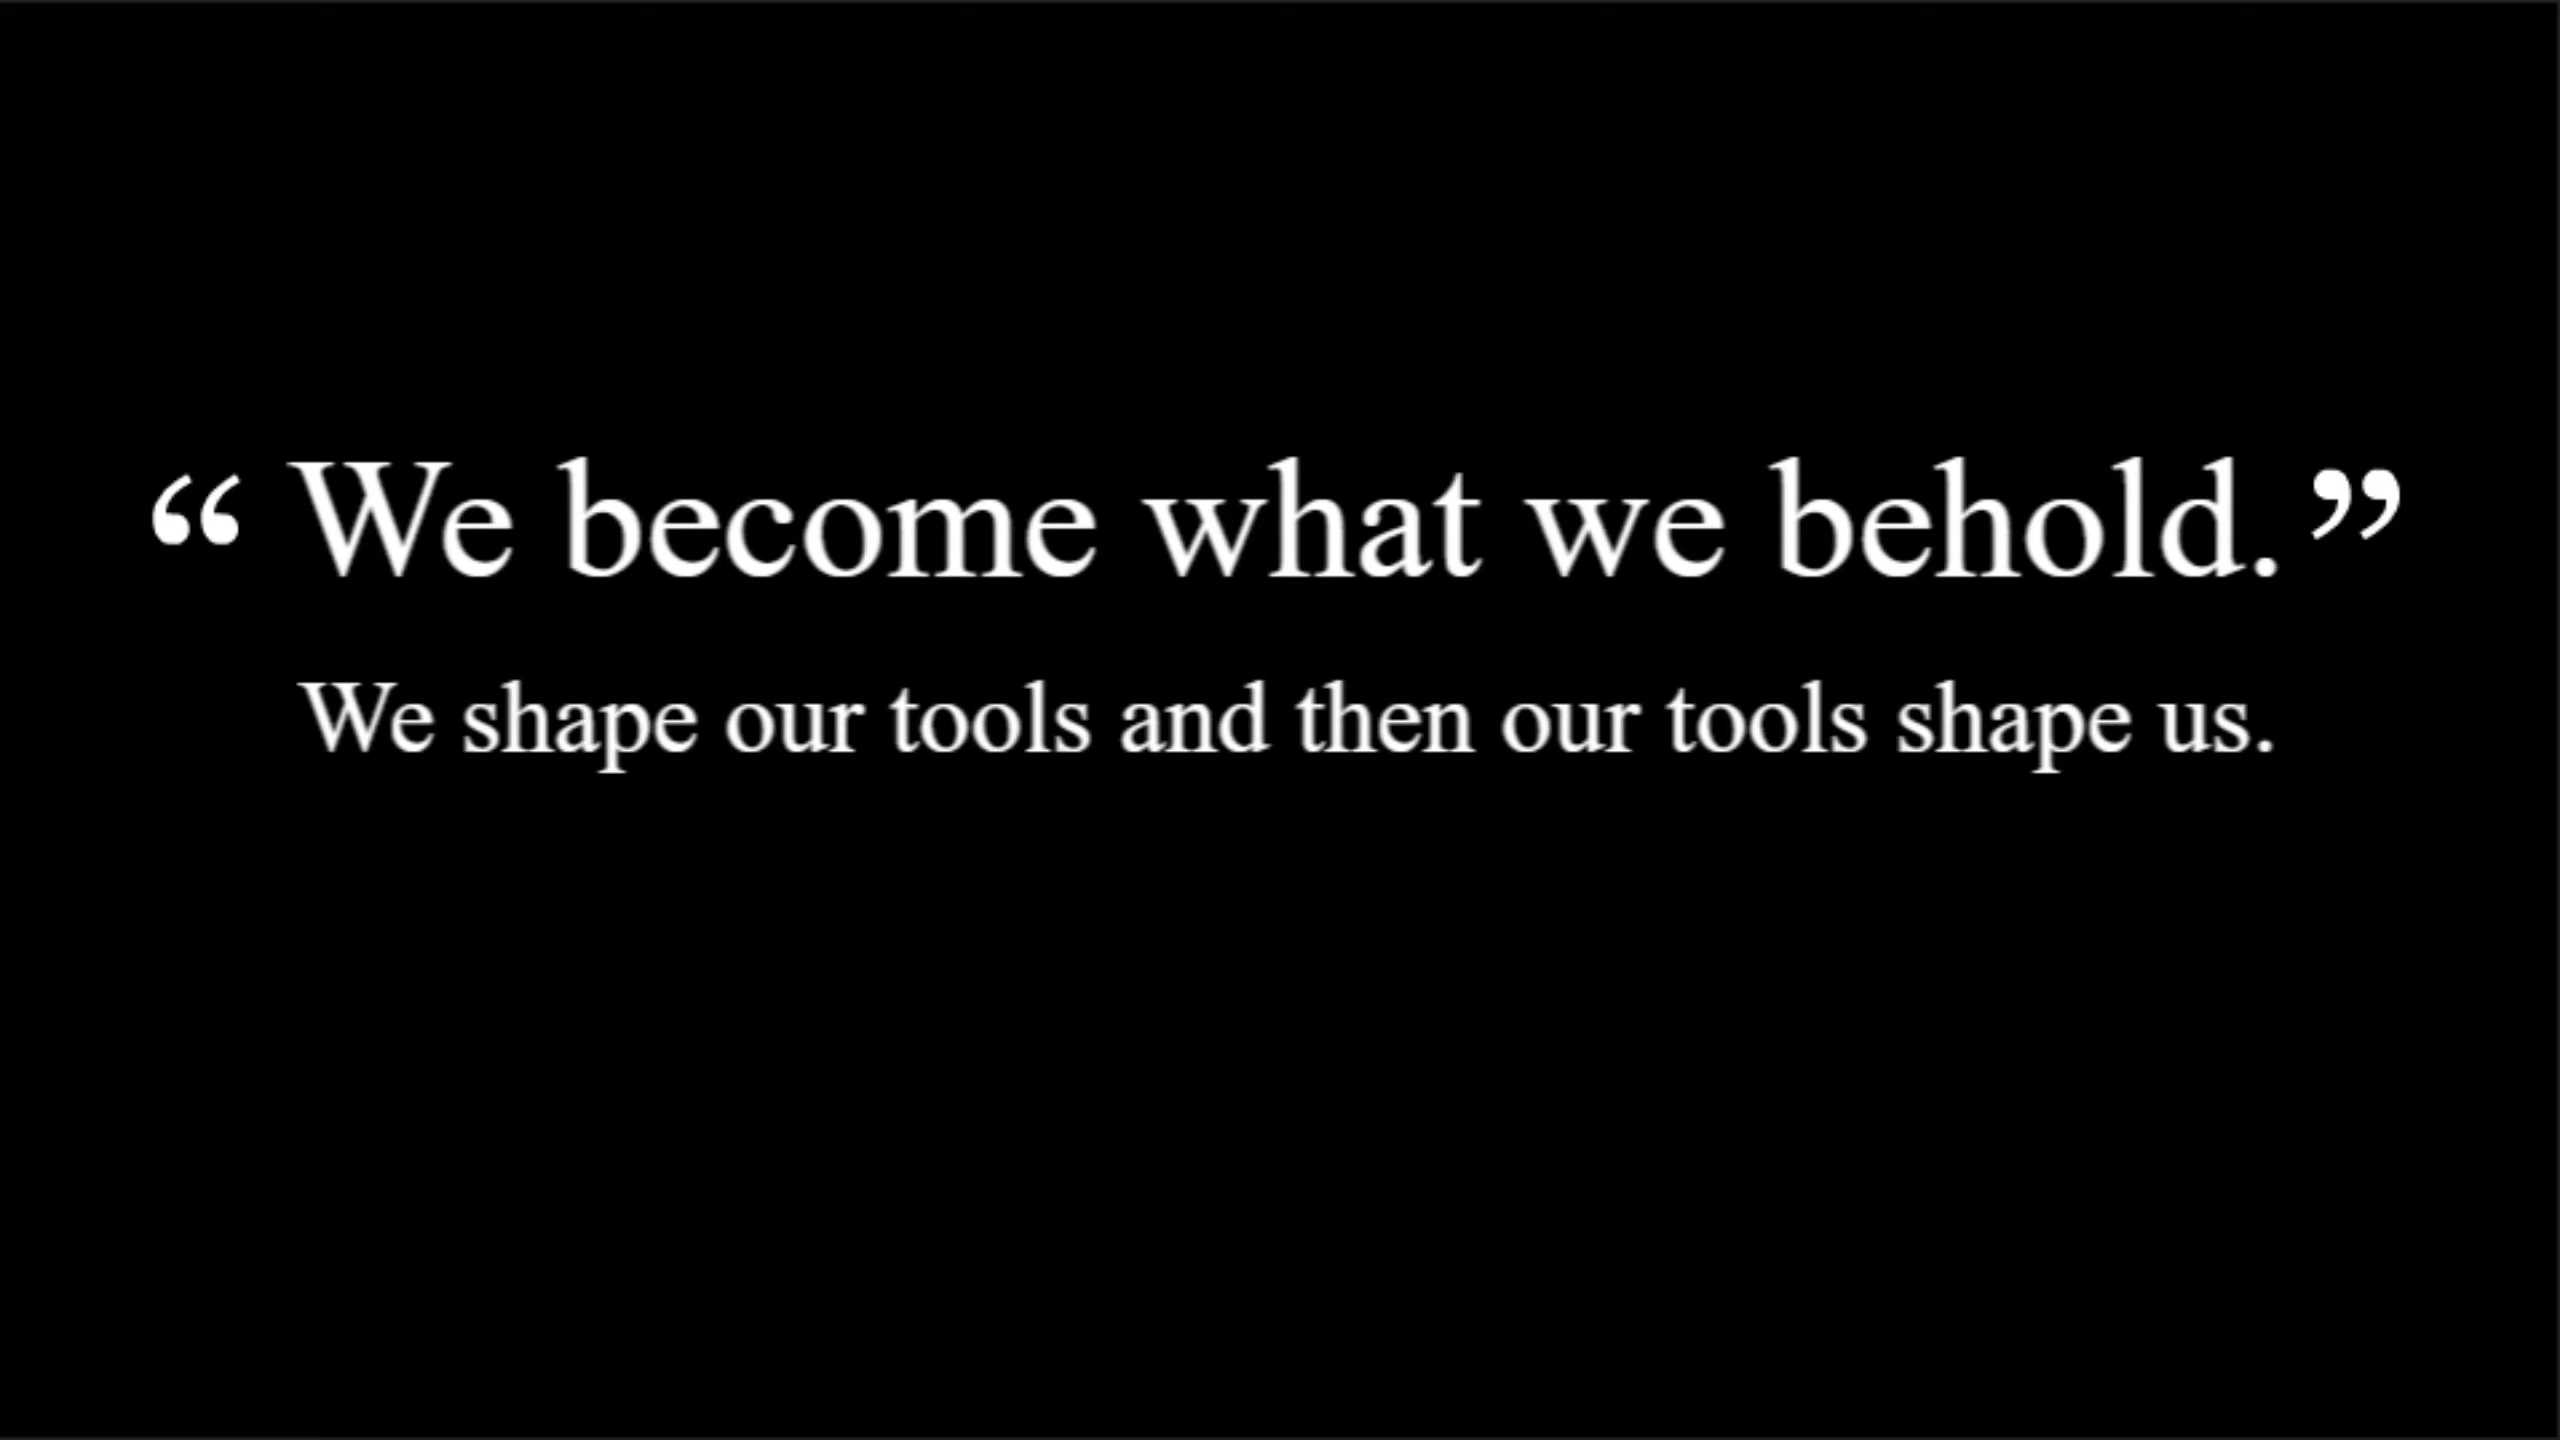 “ We become what we behold.”
We shape our tools and then our tools shape us.